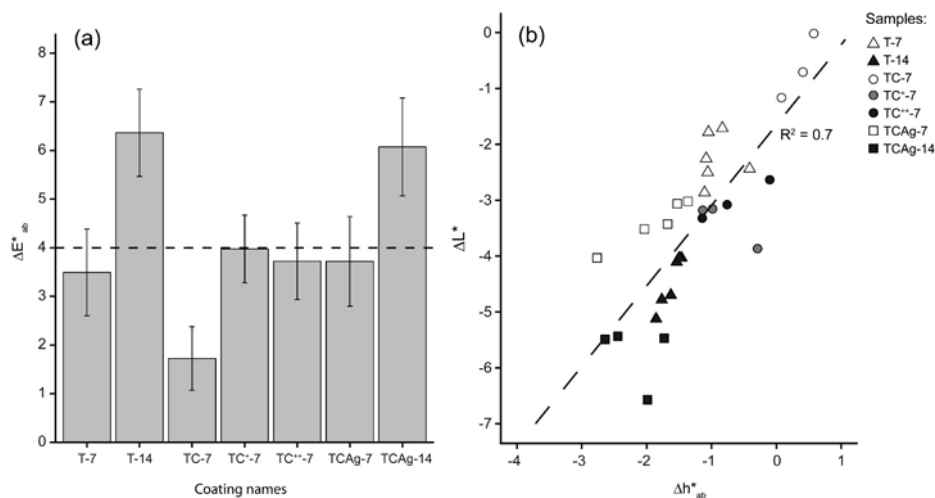 (a)
8
7
6
5
4
3
2
1
0
ΔE*ab
T-7 T-14 TC-7 TC⁺-7 TC⁺⁺-7 TCAg-7 TCAg-14
Coating names
(b)
0
-1
-2
-3
-4
-5
-6
-7
ΔL*
R² = 0.7
-4 -3 -2 -1 0 1
Δh*ab
Samples:
T-7
T-14
TC-7
TC⁺-7
TC⁺⁺-7
TCAg-7
TCAg-14